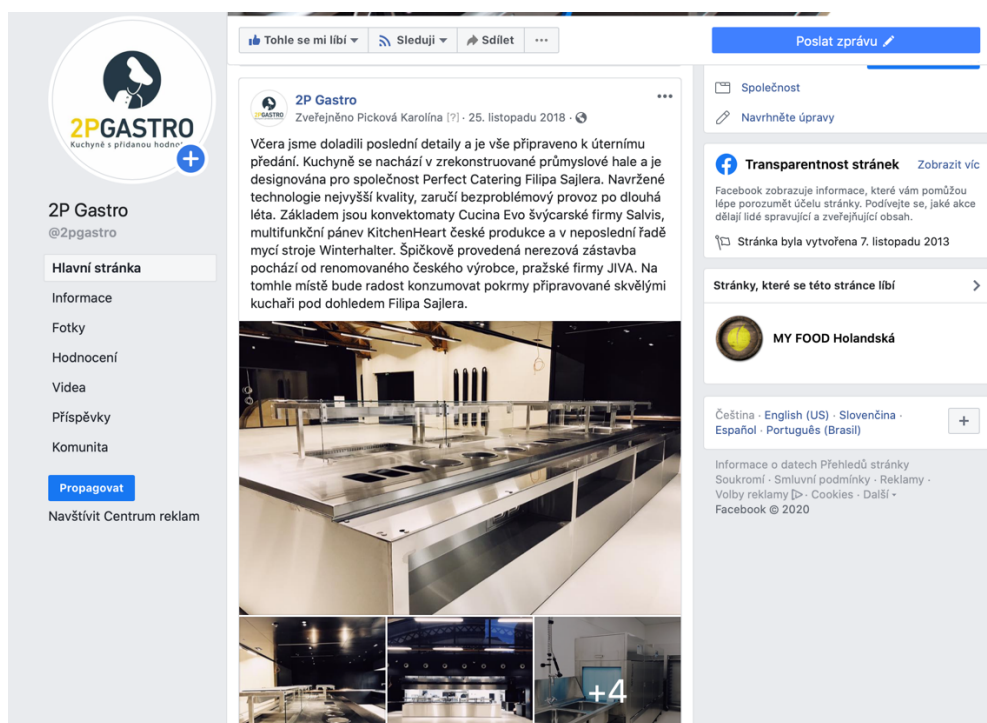 Tohle se mi líbí
Sleduji
Sdílet
Poslat zprávu
2PGASTRO
Kuchyně s přidanou hodnot
2P Gastro
@2pgastro
Hlavní stránka
Informace
Fotky
Hodnocení
Videa
Příspěvky
Komunita
Propagovat
Navštívit Centrum reklam
2PGASTRO
2P Gastro
Zveřejněno Picková Karolína [?] · 25. listopadu 2018 ·
Včera jsme doladili poslední detaily a je vše připraveno k úternímu
předání. Kuchyně se nachází v zrekonstruované průmyslové hale a je
designována pro společnost Perfect Catering Filipa Sajlera. Navržené
technologie nejvyšší kvality, zaručí bezproblémový provoz po dlouhá
léta. Základem jsou konvektomaty Cucina Evo švýcarské firmy Salvis,
multifunkční pánev KitchenHeart české produkce a v neposlední řadě
mycí stroje Winterhalter. Špičkově provedená nerezová zástavba
pochází od renomovaného českého výrobce, pražské firmy JIVA. Na
tomhle místě bude radost konzumovat pokrmy připravované skvělými
kuchaři pod dohledem Filipa Sajlera.
+4
Společnost
Navrhněte úpravy
Transparentnost stránek Zobrazit víc
Facebook zobrazuje informace, které vám pomůžou
lépe porozumět účelu stránky. Podívejte se, jaké akce
dělají lidé spravující a zveřejňující obsah.
Stránka byla vytvořena 7. listopadu 2013
Stránky, které se této stránce líbí
MY FOOD Holandská
Čeština · English (US) · Slovenčina ·
Español · Português (Brasil)
Informace o datech Přehledů stránky
Soukromí · Smluvní podmínky · Reklamy ·
Volby reklamy · Cookies · Další
Facebook © 2020